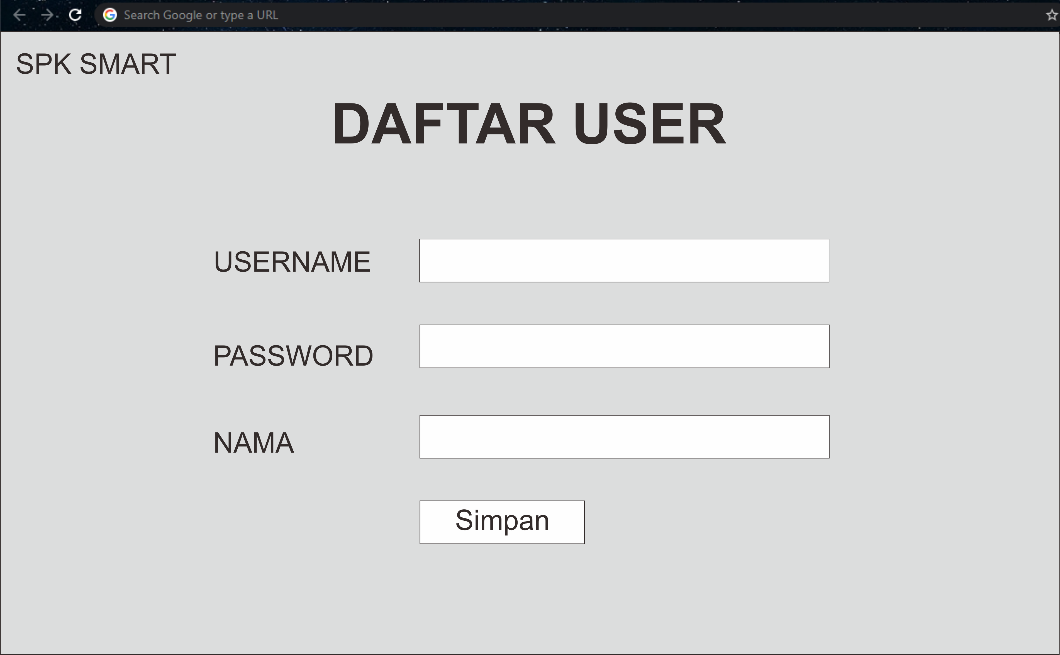 Search Google or type a URL
SPK SMART
DAFTAR USER
USERNAME
PASSWORD
NAMA
Simpan